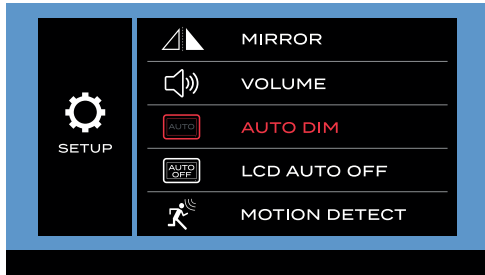 SETUP
MIRROR
VOLUME
AUTO
AUTO DIM
AUTO
OFF
LCD AUTO OFF
MOTION DETECT